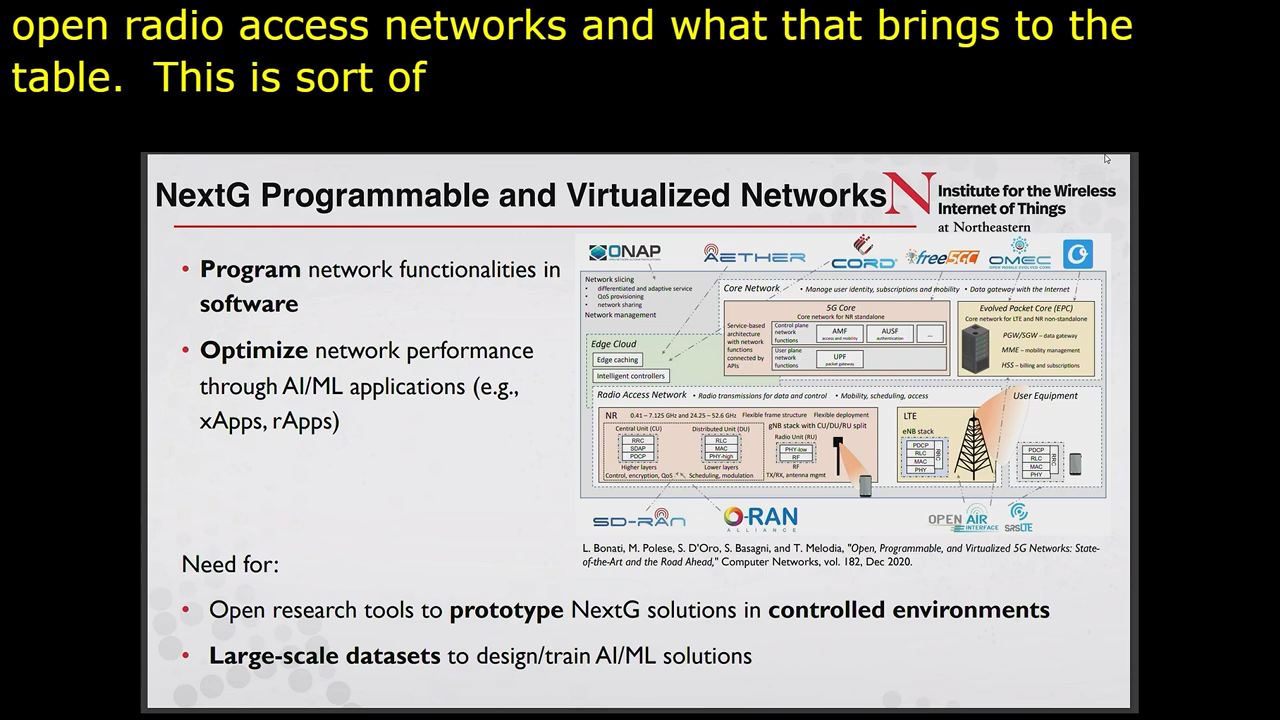 open radio access networks and what that brings to the
table.  This is sort of
NextG Programmable and Virtualized Networks
Institute for the Wireless
Internet of Things
at Northeastern
• Program network functionalities in
software
• Optimize network performance
through AI/ML applications (e.g.,
xApps, rApps)
ONAP
AETHER
CORD
free5GC
OMEC
OPEN MOBILE EVOLVED CORE
Network slicing
• differentiated and adaptive service
• QoS provisioning
• network sharing
Network management
Core Network
• Manage user identity, subscriptions and mobility • Data gateway with the Internet
5G Core
Core network for NR standalone
Service-based
architecture
with network
functions
connected by
APIs
Control plane
network
functions
AMF
access and mobility
AUSF
authentication
...
User plane
network
functions
UPF
packet gateway
Evolved Packet Core (EPC)
Core network for LTE and NR non-standalone
PGW/SGW – data gateway
MME – mobility management
HSS – billing and subscriptions
Edge Cloud
Edge caching
Intelligent controllers
Radio Access Network • Radio transmissions for data and control • Mobility, scheduling, access
User Equipment
NR 0.41 – 7.125 GHz and 24.25 – 52.6 GHz Flexible frame structure Flexible deployment
gNB stack with CU/DU/RU split
Central Unit (CU)
RRC
SDAP
PDCP
Higher layers
Control, encryption, QoS
Distributed Unit (DU)
RLC
MAC
PHY-high
Lower layers
Scheduling, modulation
Radio Unit (RU)
PHY-low
RF
RF
TX/RX, antenna mgmt
LTE
eNB stack
PDCP
RLC
MAC
PHY
RRC
PDCP
RLC
MAC
PHY
RRC
SD-RAN
O-RAN
ALLIANCE
OPEN AIR
INTERFACE
SRSLTE
L. Bonati, M. Polese, S. D'Oro, S. Basagni, and T. Melodia, "Open, Programmable, and Virtualized 5G Networks: State-
of-the-Art and the Road Ahead," Computer Networks, vol. 182, Dec 2020.
Need for:
• Open research tools to prototype NextG solutions in controlled environments
• Large-scale datasets to design/train AI/ML solutions